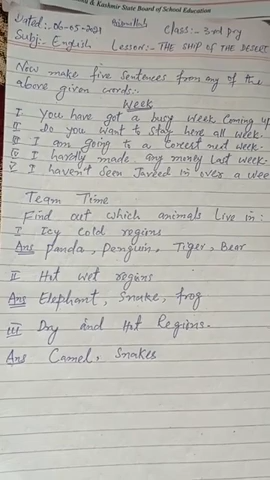 & Kashmir State Board of School Education
Dated:- 06-05-2021 Bismillah Class:- 3rd Pry
Subj:- English Lesson:- THE SHIP OF THE DESERT
Now make five sentences from any of the
above given words:-
Week
I You have got a busy week coming up
II Do you want to stay here all week.
III I am going to a forest next week.
IV I hardly made any money last week.
V I haven't seen Jarred in over a wee
Team Time
Find out which animals live in:
I Icy cold regions
Ans Panda, Penguin, Tiger, Bear
II Hot wet regions
Ans Elephant, Snake, frog
III Dry and Hot Regions.
Ans Camel, Snakes